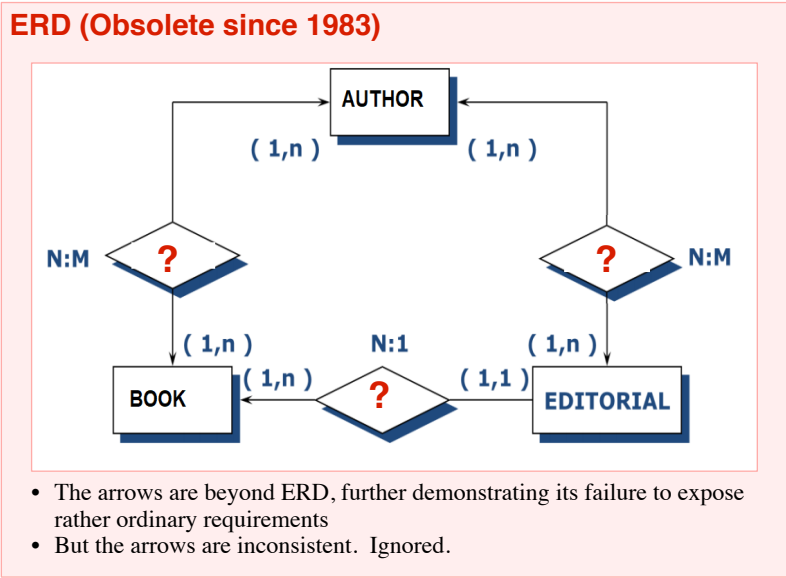 ERD (Obsolete since 1983)
AUTHOR
( 1,n )
( 1,n )
N:M
?
?
N:M
( 1,n )
N:1
( 1,n )
( 1,n )
( 1,1 )
BOOK
?
EDITORIAL
• The arrows are beyond ERD, further demonstrating its failure to expose
rather ordinary requirements
• But the arrows are inconsistent.  Ignored.